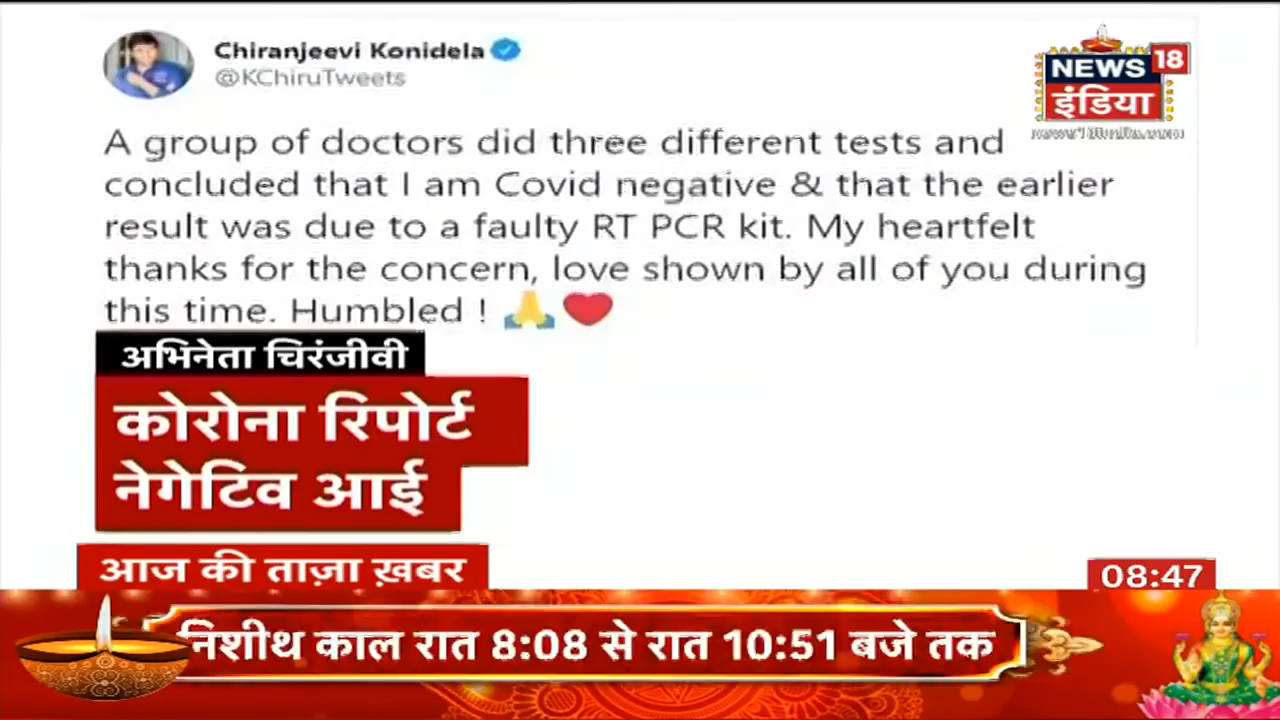 Chiranjeevi Konidela
@KChiruTweets
NEWS 18
इंडिया
A group of doctors did three different tests and
concluded that I am Covid negative & that the earlier
result was due to a faulty RT PCR kit. My heartfelt
thanks for the concern, love shown by all of you during
this time. Humbled ! 🙏❤️
अभिनेता चिरंजीवी
कोरोना रिपोर्ट
नेगेटिव आई
आज की ताज़ा ख़बर
08:47
निशीथ काल रात 8:08 से रात 10:51 बजे तक